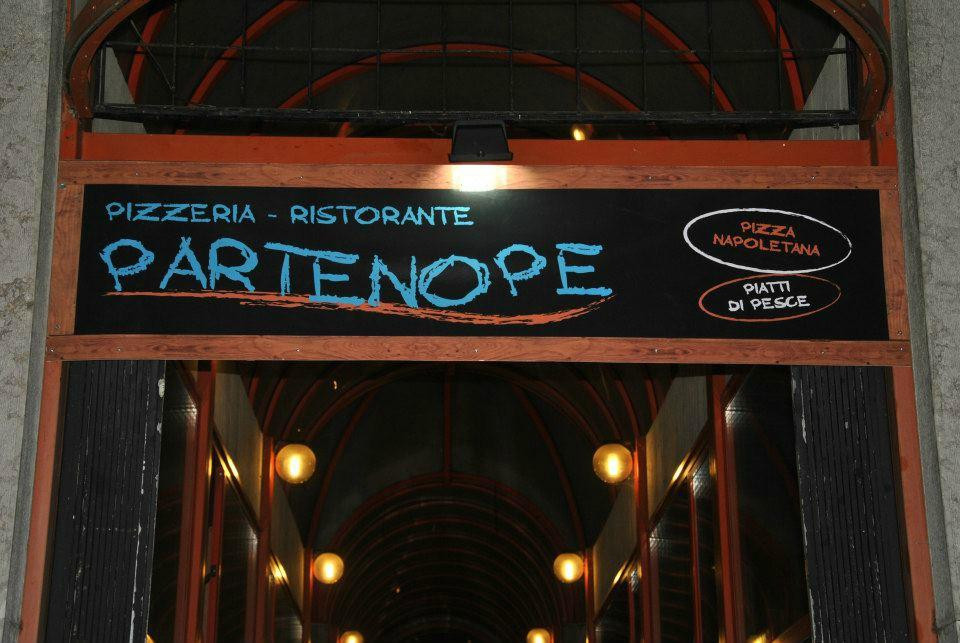 PIZZERIA - RISTORANTE
PARTENOPE
PIZZA
NAPOLETANA
PIATTI
DI PESCE